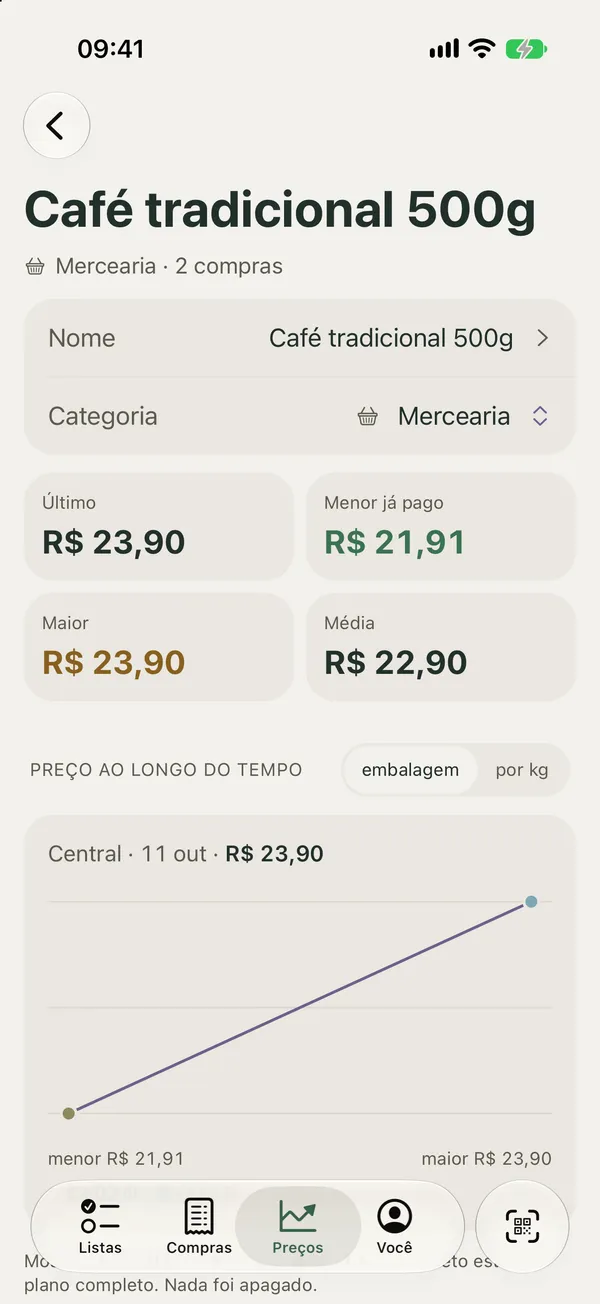 09:41
Café tradicional 500g
Mercearia · 2 compras
Nome Café tradicional 500g
Categoria Mercearia
Último
R$ 23,90
Menor já pago
R$ 21,91
Maior
R$ 23,90
Média
R$ 22,90
PREÇO AO LONGO DO TEMPO
embalagem por kg
Central · 11 out · R$ 23,90
menor R$ 21,91 maior R$ 23,90
Listas Compras Preços Você
plano completo. Nada foi apagado.